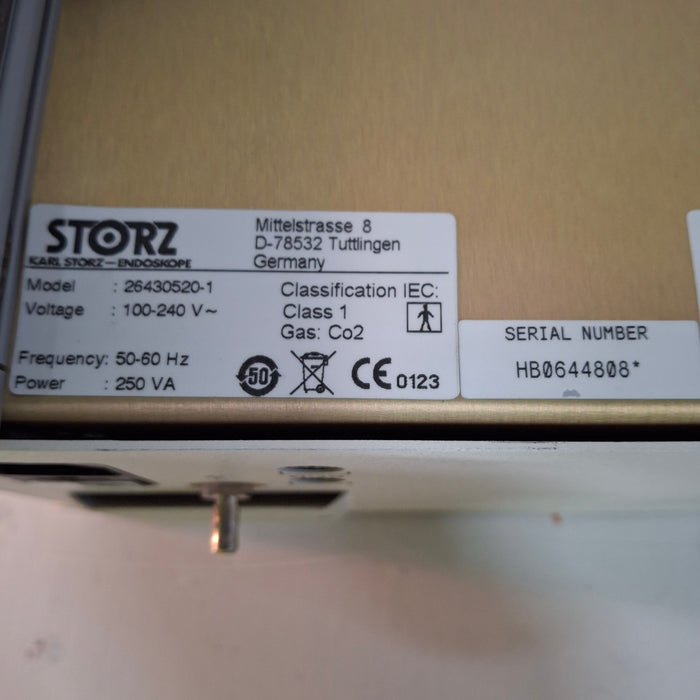 STORZ
KARL STORZ—ENDOSKOPE
Mittelstrasse 8
D-78532 Tuttlingen
Germany
Model : 26430520-1
Voltage : 100-240 V~
Frequency: 50-60 Hz
Power : 250 VA
Classification IEC:
Class 1
Gas: Co2
50
CE 0123
SERIAL NUMBER
HB0644808*